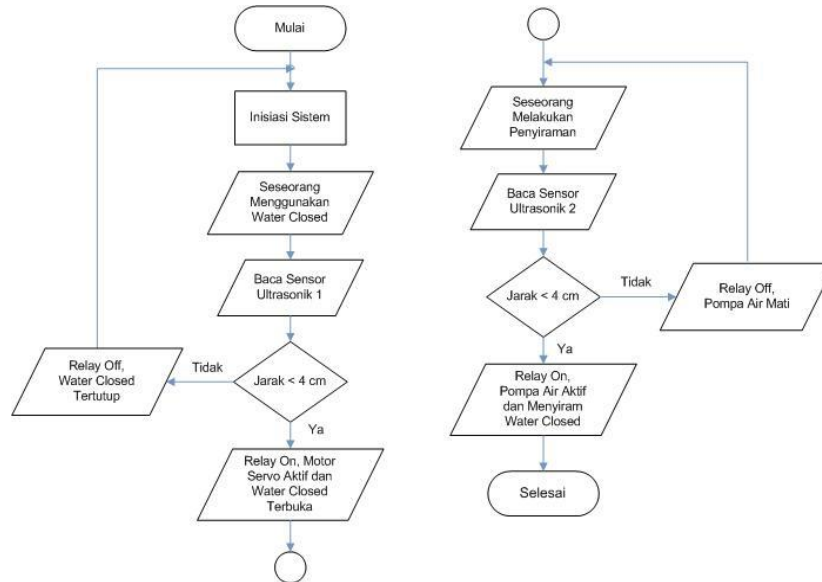 Mulai
Inisiasi Sistem
Seseorang
Menggunakan
Water Closed
Baca Sensor
Ultrasonik 1
Jarak < 4 cm
Tidak
Relay Off,
Water Closed
Tertutup
Ya
Relay On, Motor
Servo Aktif dan
Water Closed
Terbuka
Seseorang
Melakukan
Penyiraman
Baca Sensor
Ultrasonik 2
Jarak < 4 cm
Tidak
Relay Off,
Pompa Air Mati
Ya
Relay On,
Pompa Air Aktif
dan Menyiram
Water Closed
Selesai